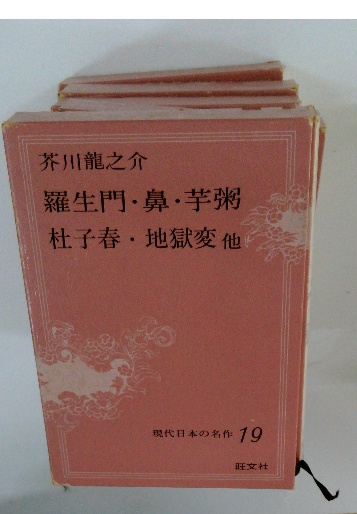 芥川龍之介
羅生門・鼻・芋粥
杜子春・地獄変 他
現代日本の名作 19
旺文社